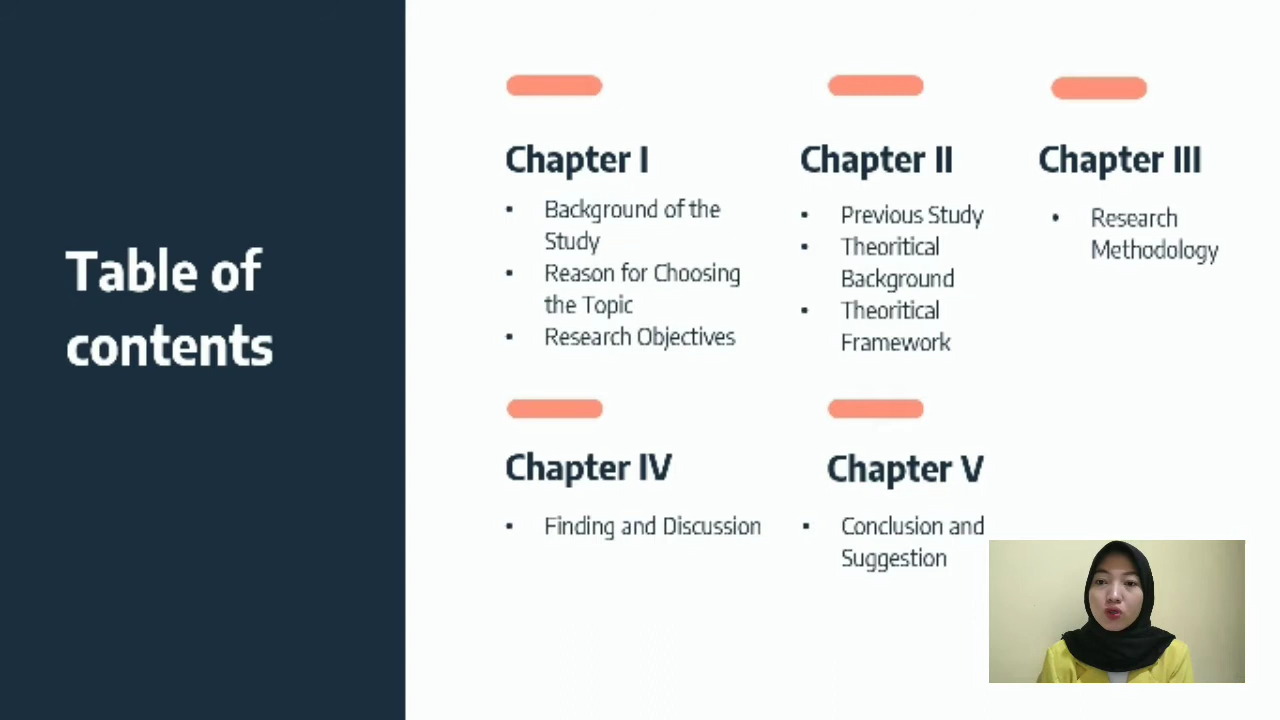 Table of
contents
Chapter I
• Background of the
Study
• Reason for Choosing
the Topic
• Research Objectives
Chapter II
• Previous Study
• Theoritical
Background
• Theoritical
Framework
Chapter III
• Research
Methodology
Chapter IV
• Finding and Discussion
Chapter V
• Conclusion and
Suggestion